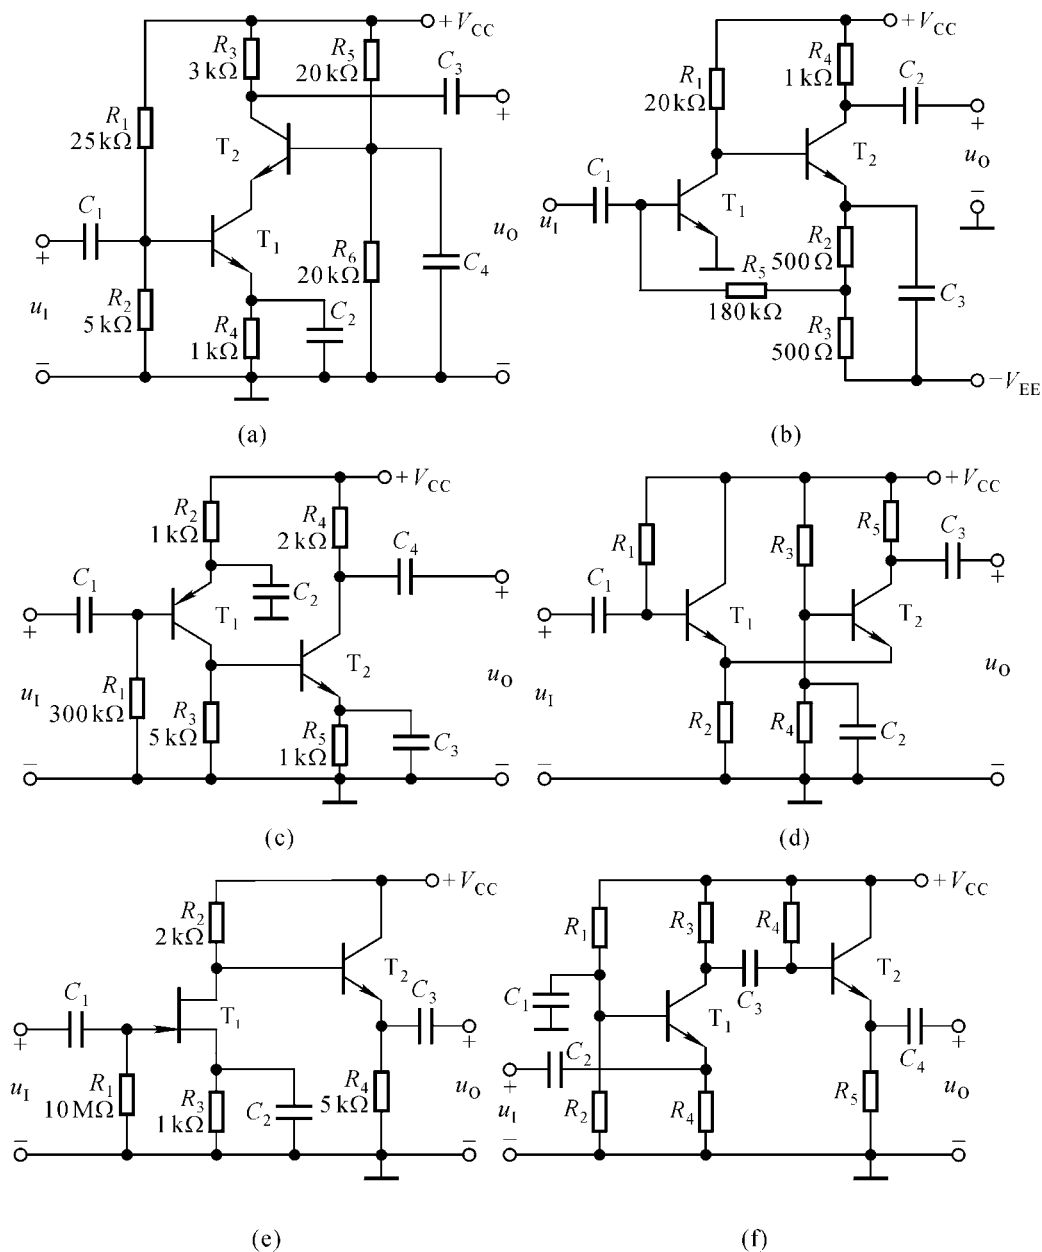 +V_CC
R_3
3 kΩ
R_5
20 kΩ
C_3
+
R_1
25 kΩ
T_2
C_1
+
T_1
u_O
R_6
20 kΩ
C_4
u_I
R_2
5 kΩ
R_4
1 kΩ
C_2
−
−
(a)
+V_CC
R_4
1 kΩ
C_2
R_1
20 kΩ
+
T_2
u_O
C_1
T_1
−
u_I
R_2
500 Ω
R_5
180 kΩ
C_3
R_3
500 Ω
−V_EE
(b)
+V_CC
R_2
1 kΩ
R_4
2 kΩ
C_4
C_1
C_2
+
+
T_1
T_2
u_I
R_1
300 kΩ
R_3
5 kΩ
u_O
R_5
1 kΩ
C_3
−
−
(c)
+V_CC
R_5
C_3
R_1
R_3
+
C_1
+
T_1
T_2
u_I
u_O
R_2
R_4
C_2
−
−
(d)
+V_CC
R_2
2 kΩ
T_2
C_3
C_1
T_1
+
+
u_I
R_1
10 MΩ
R_3
1 kΩ
C_2
R_4
5 kΩ
u_O
−
−
(e)
+V_CC
R_1
R_3
R_4
T_2
C_1
C_3
T_1
C_2
C_4
+
+
u_I
R_2
R_4
R_5
u_O
−
−
(f)